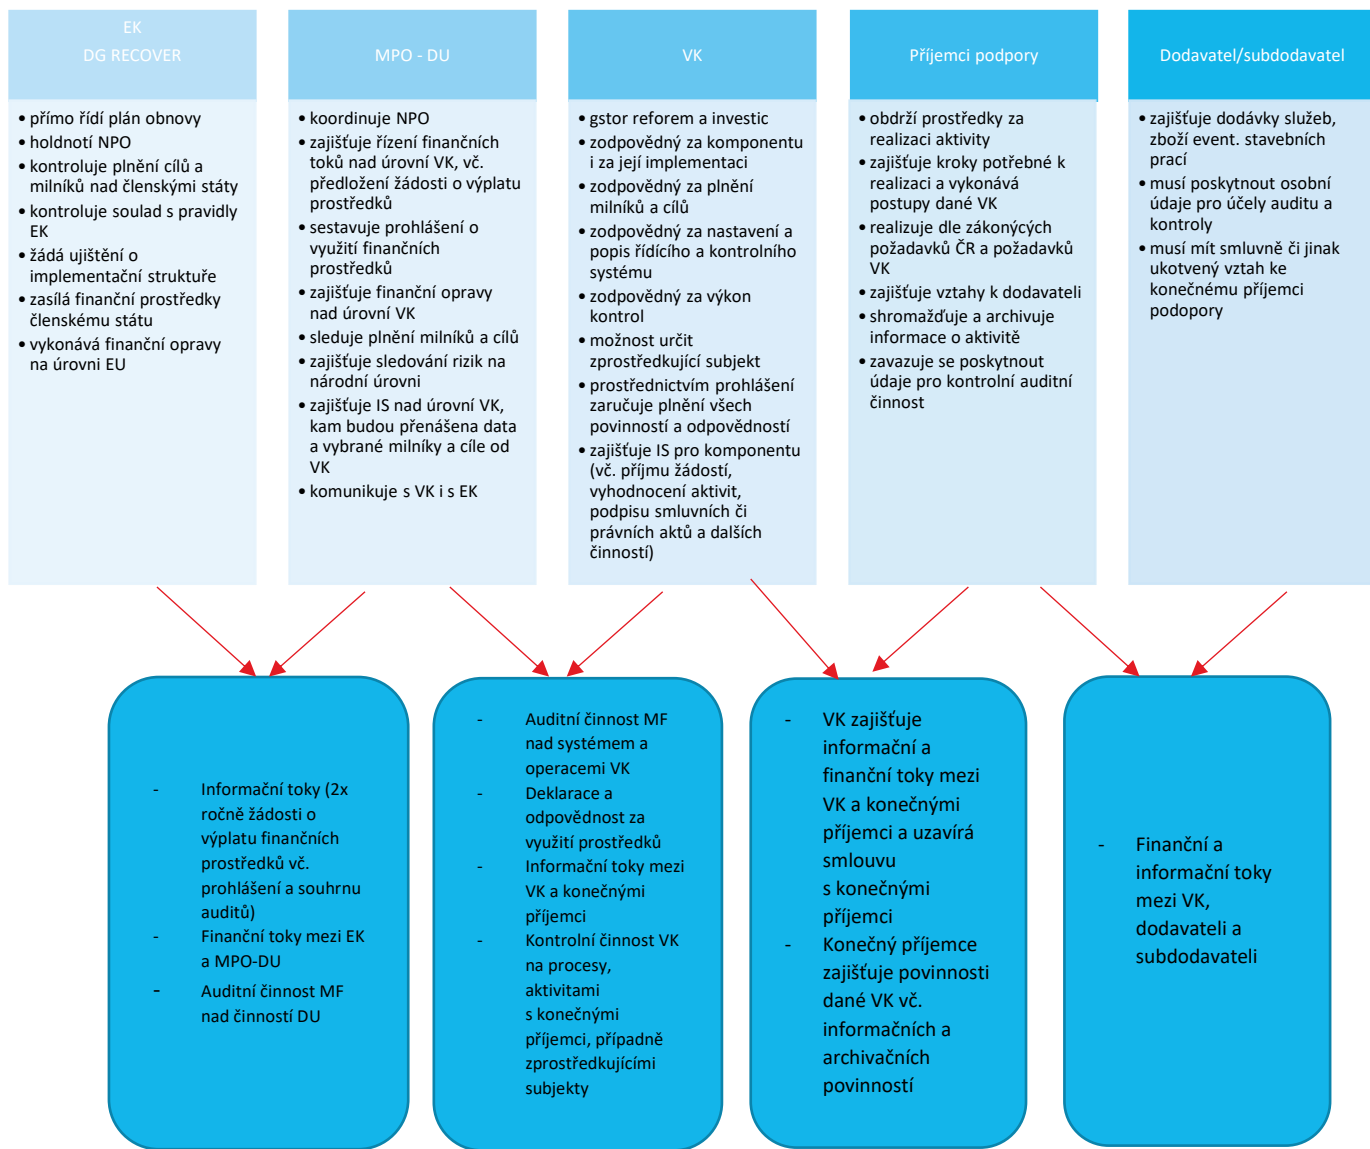 EK
DG RECOVER
• přímo řídí plán obnovy
• holdnotí NPO
• kontroluje plnění cílů a
milníků nad členskými státy
• kontroluje soulad s pravidly
EK
• žádá ujištění o
implementační struktuře
• zasílá finanční prostředky
členskému státu
• vykonává finanční opravy
na úrovni EU
MPO - DU
• koordinuje NPO
• zajišťuje řízení finančních
toků nad úrovní VK, vč.
předložení žádosti o výplatu
prostředků
• sestavuje prohlášení o
využití finančních
prostředků
• zajišťuje finanční opravy
nad úrovní VK
• sleduje plnění milníků a cílů
• zajišťuje sledování rizik na
národní úrovni
• zajišťuje IS nad úrovní VK,
kam budou přenášena data
a vybrané milníky a cíle od
VK
• komunikuje s VK i s EK
VK
• gstor reforem a investic
• zodpovědný za komponentu
i za její implementaci
• zodpovědný za plnění
milníků a cílů
• zodpovědný za nastavení a
popis řídícího a kontrolního
systému
• zodpovědný za výkon
kontrol
• možnost určit
zprostředkující subjekt
• prostřednictvím prohlášení
zaručuje plnění všech
povinností a odpovědností
• zajišťuje IS pro komponentu
(vč. příjmu žádostí,
vyhodnocení aktivit,
podpisu smluvních či
právních aktů a dalších
činností)
Příjemci podpory
• obdrží prostředky za
realizaci aktivity
• zajišťuje kroky potřebné k
realizaci a vykonává
postupy dané VK
• realizuje dle zákonýcých
požadavků ČR a požadavků
VK
• zajišťuje vztahy k dodavateli
• shromažďuje a archivuje
informace o aktivitě
• zavazuje se poskytnout
údaje pro kontrolní auditní
činnost
Dodavatel/subdodavatel
• zajišťuje dodávky služeb,
zboží event. stavebních
prací
• musí poskytnout osobní
údaje pro účely auditu a
kontroly
• musí mít smluvně či jinak
ukotvený vztah ke
konečnému příjemci
podopory
- Informační toky (2x
ročně žádosti o
výplatu finančních
prostředků vč.
prohlášení a souhrnu
auditů)
- Finanční toky mezi EK
a MPO-DU
- Auditní činnost MF
nad činností DU
- Auditní činnost MF
nad systémem a
operacemi VK
- Deklarace a
odpovědnost za
využití prostředků
- Informační toky mezi
VK a konečnými
příjemci
- Kontrolní činnost VK
na procesy,
aktivitami
s konečnými
příjemci, případně
zprostředkujícími
subjekty
- VK zajišťuje
informační a
finanční toky mezi
VK a konečnými
příjemci a uzavírá
smlouvu
s konečnými
příjemci
- Konečný příjemce
zajišťuje povinnosti
dané VK vč.
informačních a
archivačních
povinností
- Finanční a
informační toky
mezi VK,
dodavateli a
subdodavateli